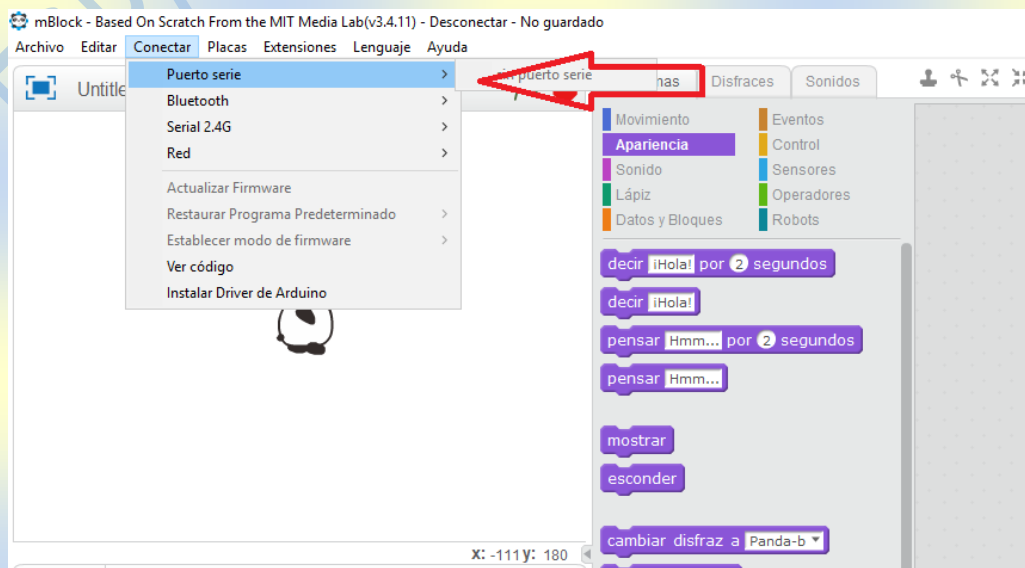 mBlock - Based On Scratch From the MIT Media Lab(v3.4.11) - Desconectar - No guardado
Archivo Editar Conectar Placas Extensiones Lenguaje Ayuda
Puerto serie
Bluetooth
Serial 2.4G
Red
Actualizar Firmware
Restaurar Programa Predeterminado
Establecer modo de firmware
Ver código
Instalar Driver de Arduino
puerto serie
Disfraces
Sonidos
Movimiento
Apariencia
Sonido
Lápiz
Datos y Bloques
Eventos
Control
Sensores
Operadores
Robots
decir ¡Hola! por 2 segundos
decir ¡Hola!
pensar Hmm... por 2 segundos
pensar Hmm...
mostrar
esconder
cambiar disfraz a Panda-b
X: -111 Y: 180